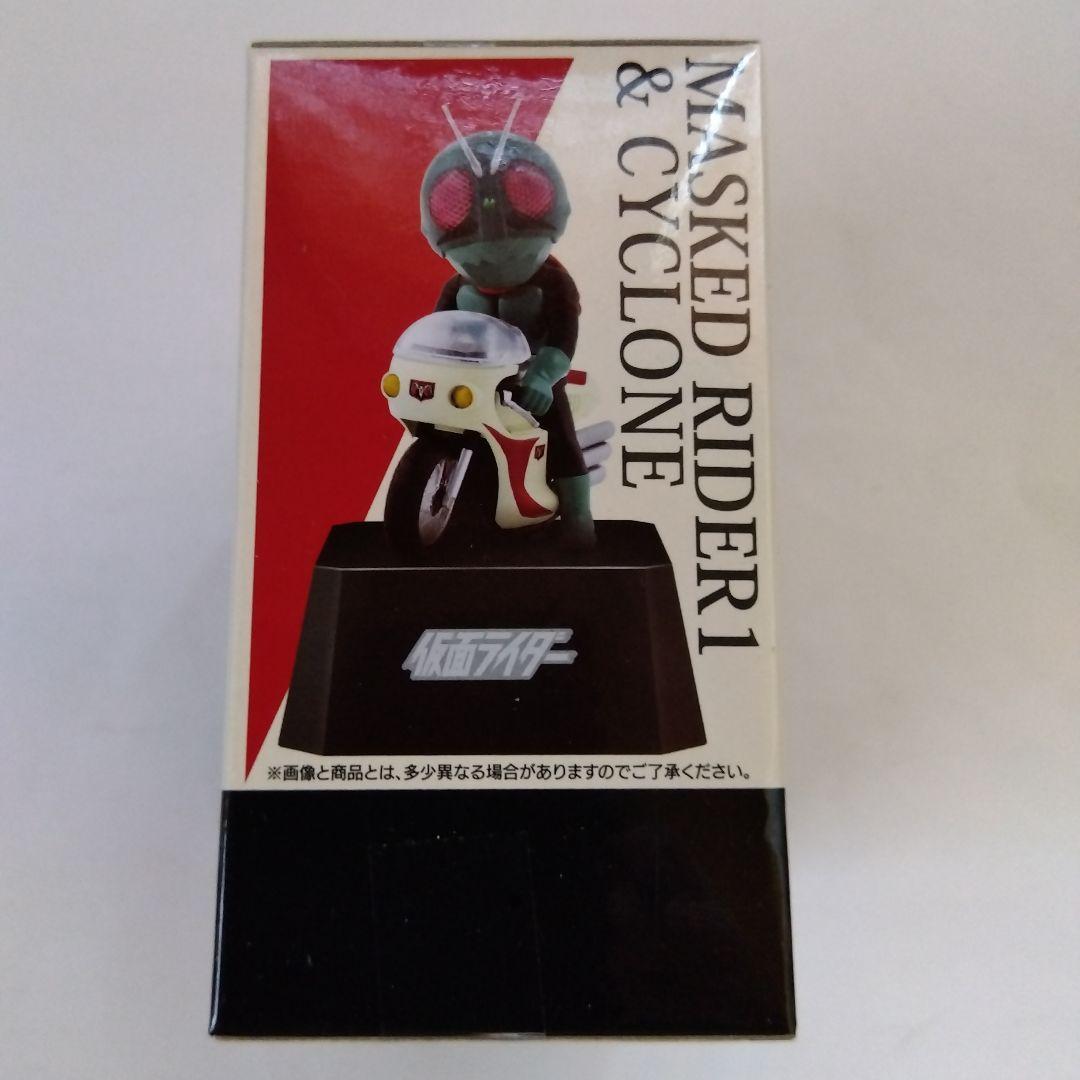 MASKED RIDER 1
& CYCLONE
仮面ライダー
※画像と商品とは、多少異なる場合がありますのでご了承ください。